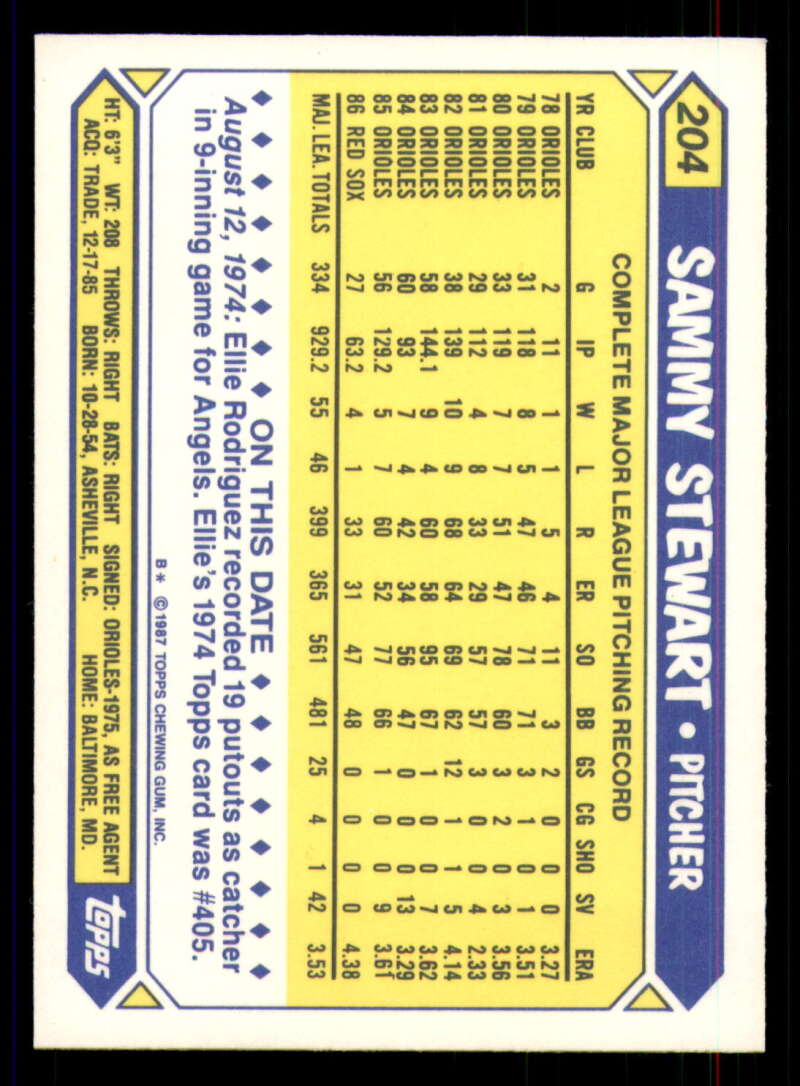 204 SAMMY STEWART • PITCHER
COMPLETE MAJOR LEAGUE PITCHING RECORD
YR CLUB G IP W L R ER SO BB GS CG SHO SV ERA
78 ORIOLES 2 11 1 1 5 4 11 3 2 0 0 0 3.27
79 ORIOLES 31 118 8 5 47 46 71 71 3 1 0 1 3.51
80 ORIOLES 33 119 7 7 51 47 78 60 3 2 0 3 3.56
81 ORIOLES 29 112 4 8 33 29 57 57 3 0 0 4 2.33
82 ORIOLES 38 139 10 9 68 64 69 62 12 1 1 5 4.14
83 ORIOLES 58 144.1 9 4 60 58 95 67 1 0 0 7 3.62
84 ORIOLES 60 93 7 4 42 34 56 47 0 0 0 13 3.29
85 ORIOLES 56 129.2 5 7 60 52 77 66 1 0 0 9 3.61
86 RED SOX 27 63.2 4 1 33 31 47 48 0 0 0 0 4.38
MAJ. LEA. TOTALS 334 929.2 55 46 399 365 561 481 25 4 1 42 3.53
ON THIS DATE
August 12, 1974: Ellie Rodriguez recorded 19 putouts as catcher
in 9-inning game for Angels. Ellie's 1974 Topps card was #405.
B* ©1987 TOPPS CHEWING GUM, INC.
HT: 6'3" WT: 208 THROWS: RIGHT BATS: RIGHT SIGNED: ORIOLES-1975, AS FREE AGENT
ACQ: TRADE, 12-17-85 BORN: 10-28-54, ASHEVILLE, N.C. HOME: BALTIMORE, MD.
topps